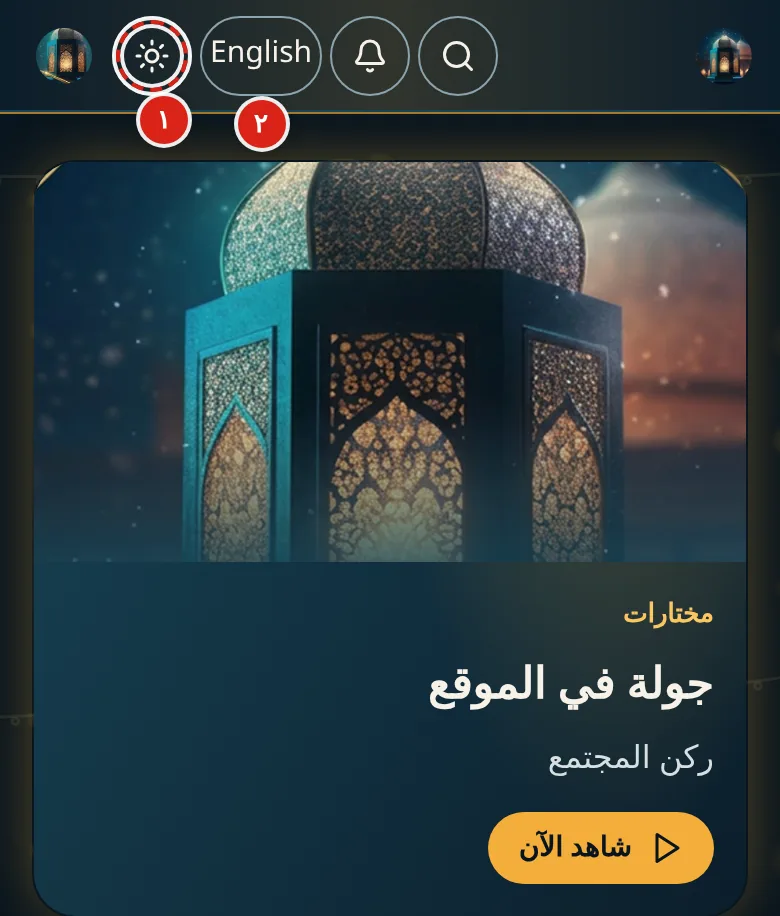 English
١
٢
مختارات
جولة في الموقع
ركن المجتمع
شاهد الآن